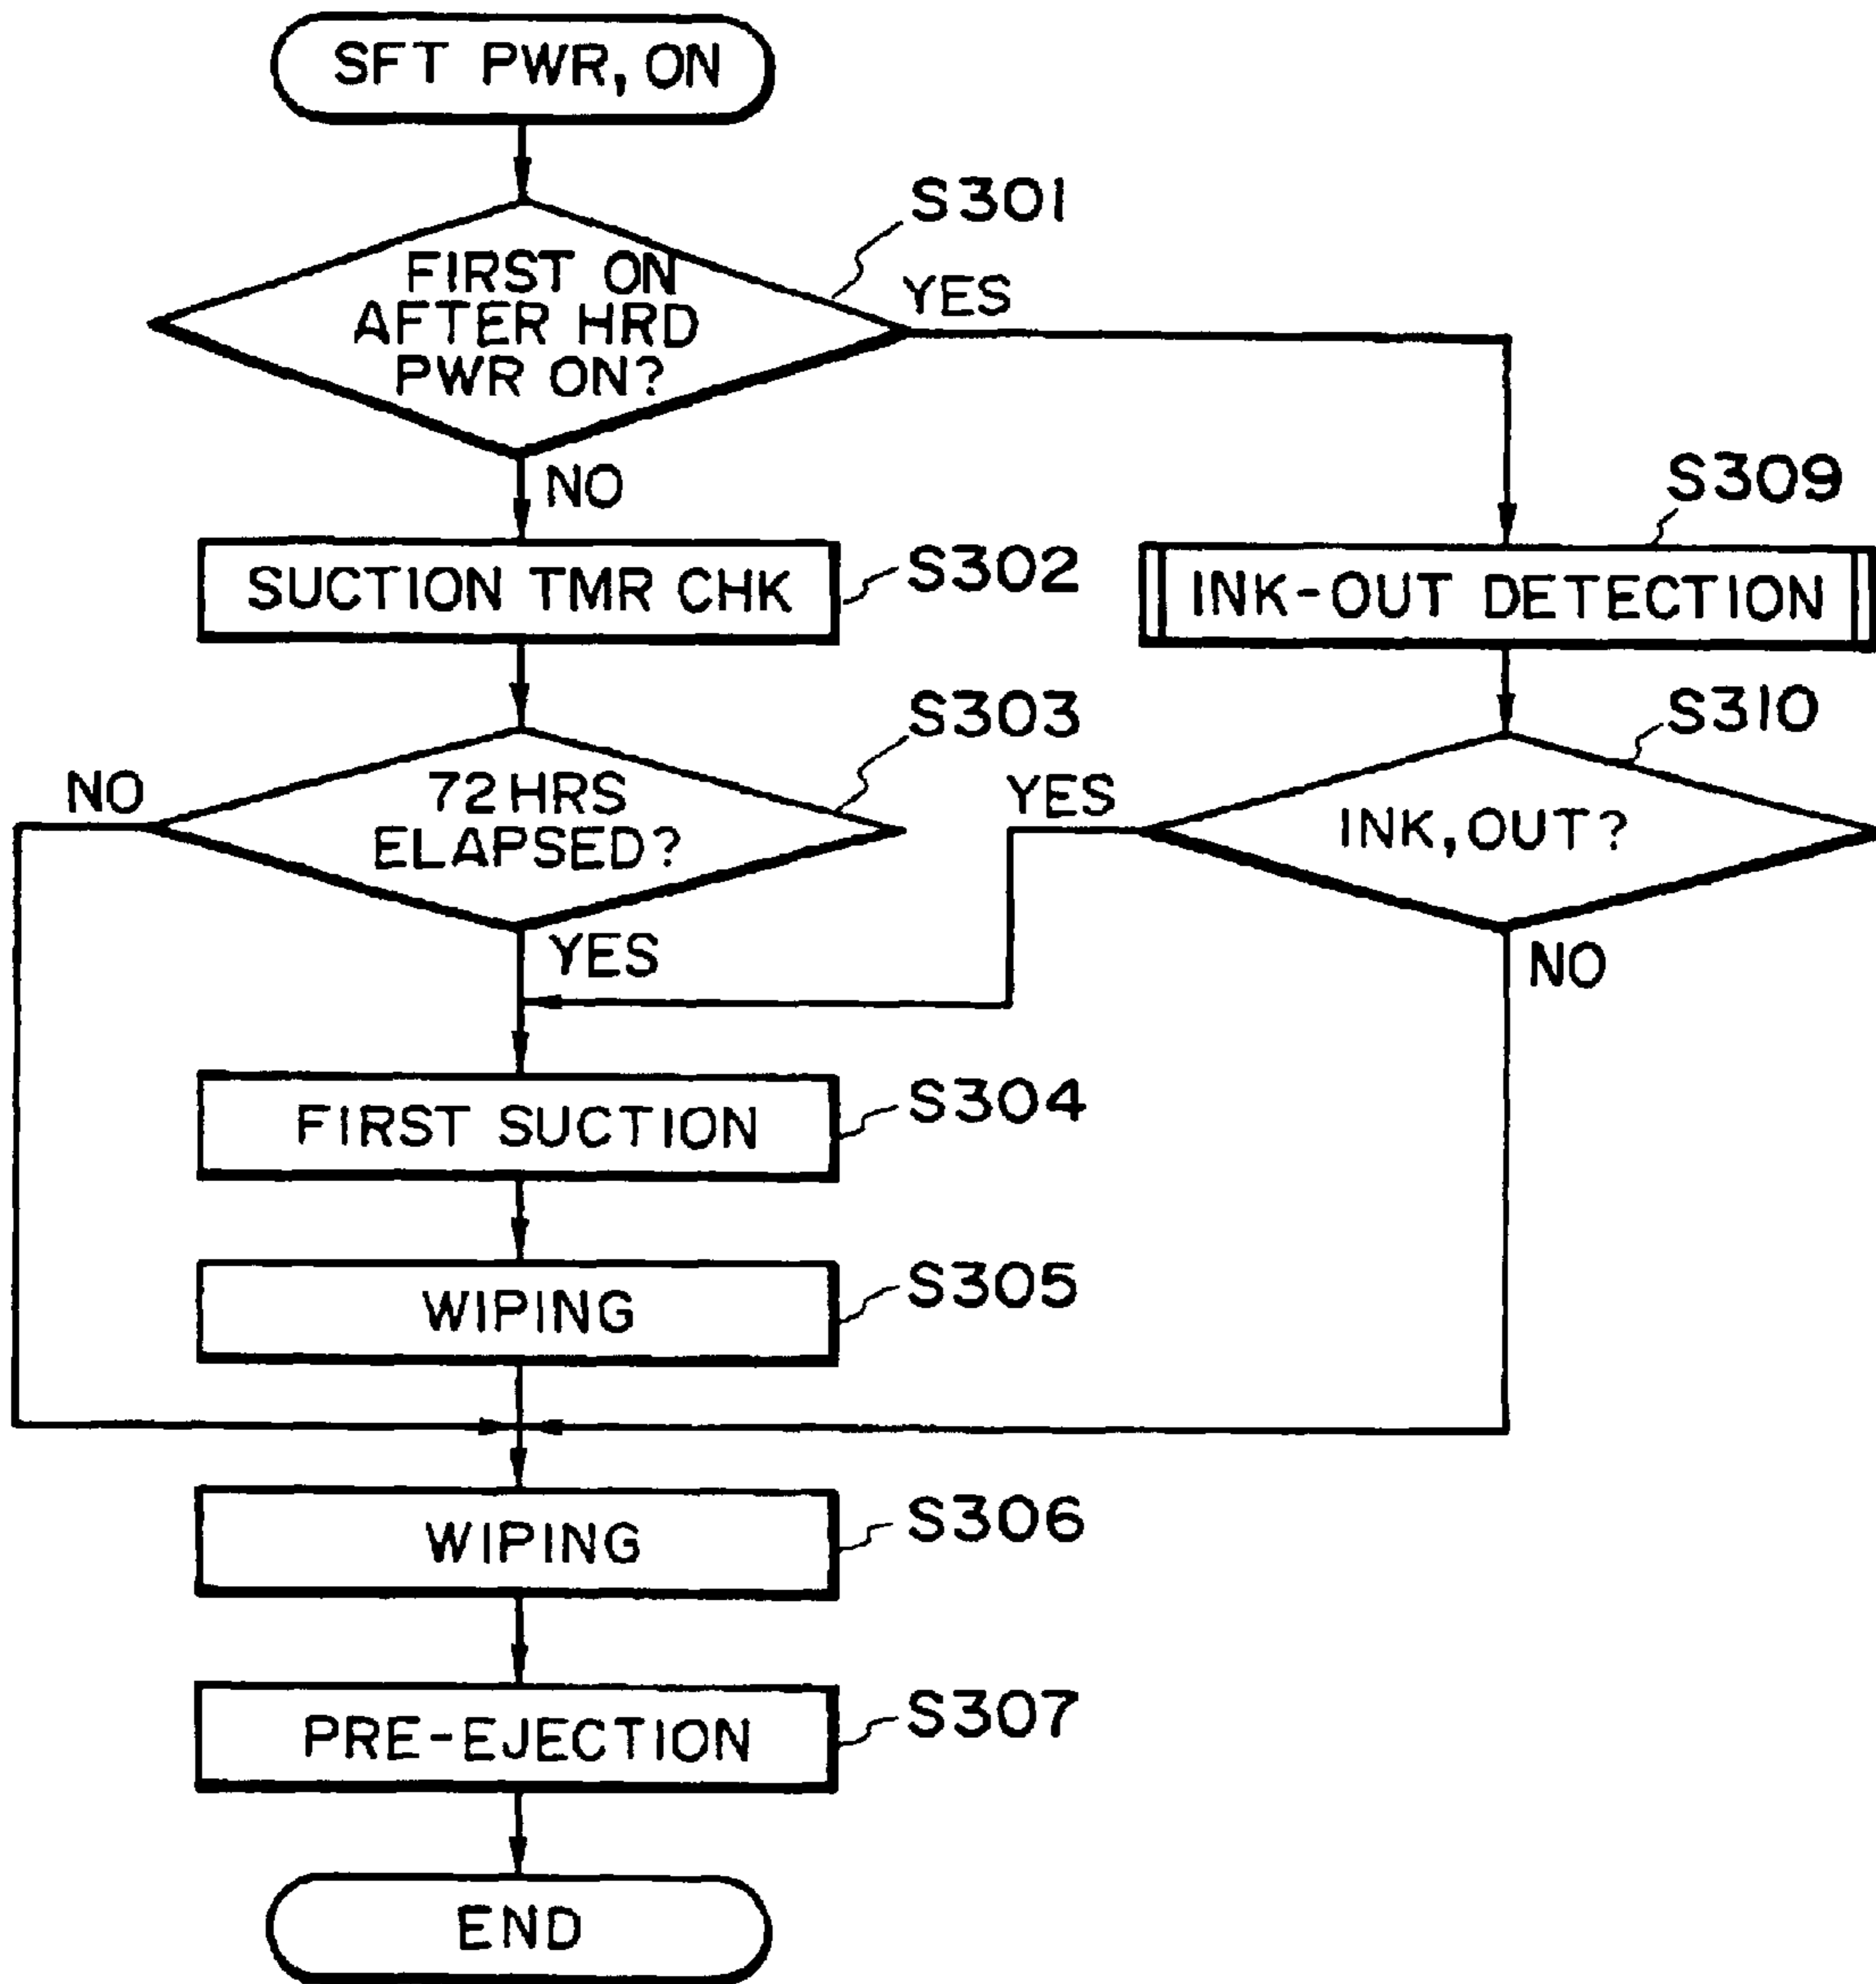 SFT PWR, ON
S301
FIRST ON
AFTER HRD
PWR ON?
YES
NO
S309
SUCTION TMR CHK
S302
INK-OUT DETECTION
S303
S310
NO
72HRS
ELAPSED?
YES
INK, OUT?
YES
NO
FIRST SUCTION
S304
WIPING
S305
WIPING
S306
PRE-EJECTION
S307
END